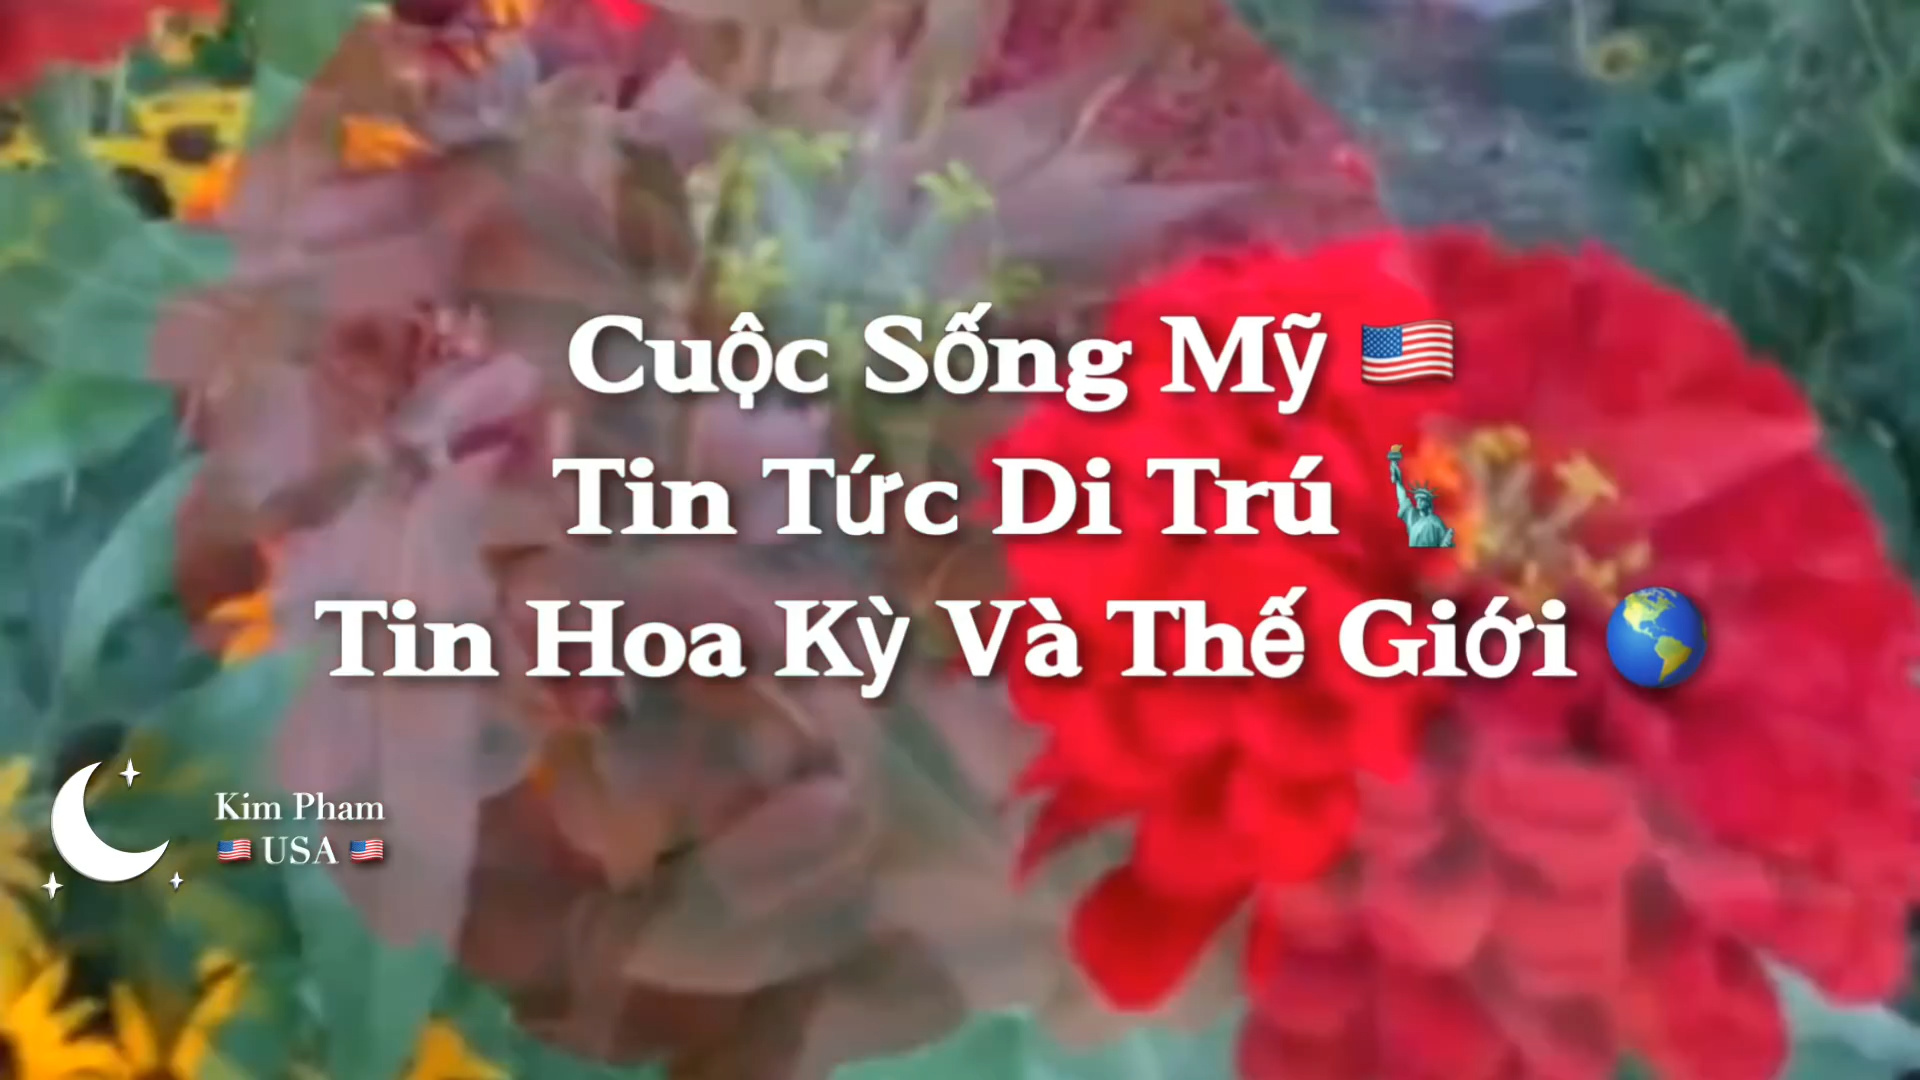 Cuộc Sống Mỹ 🇺🇸
Tin Tức Di Trú 🗽
Tin Hoa Kỳ Và Thế Giới 🌎
Kim Pham
🇺🇸 USA 🇺🇸